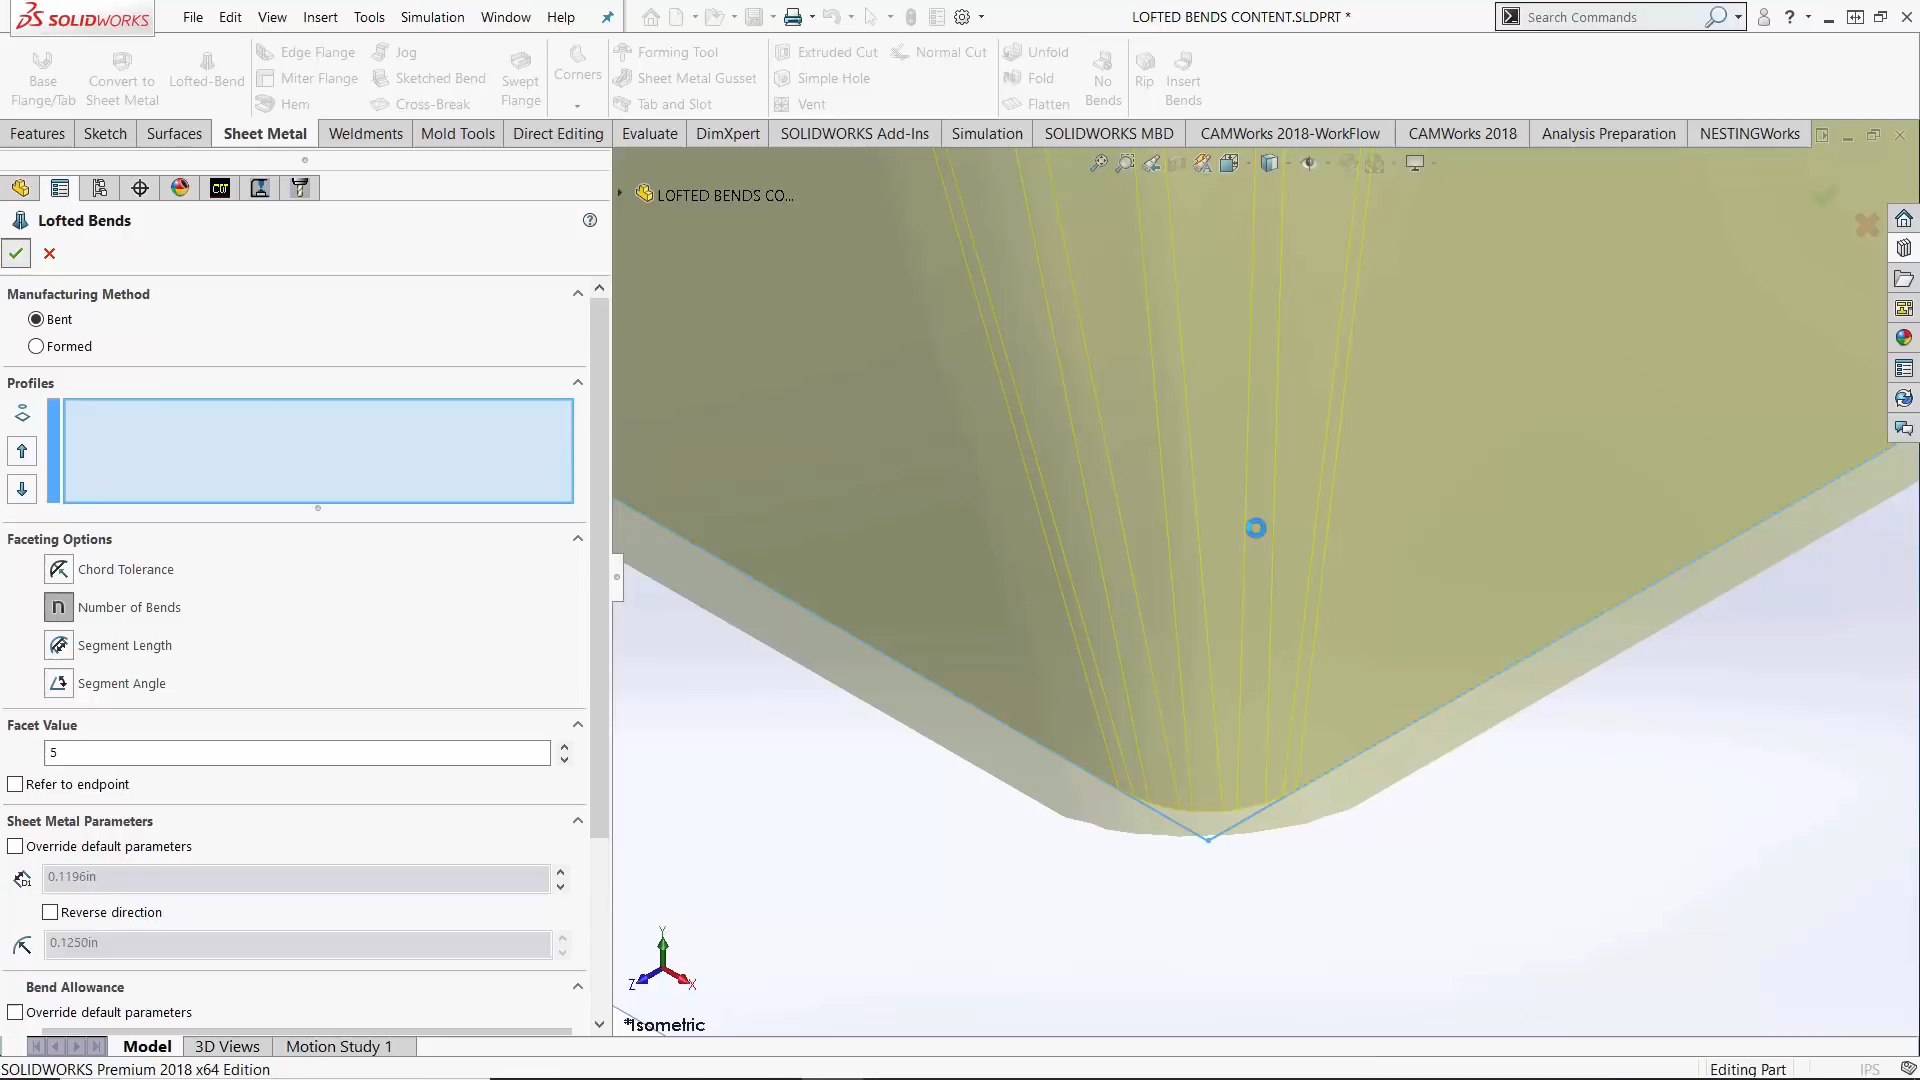 SOLIDWORKS
File Edit View Insert Tools Simulation Window Help
LOFTED BENDS CONTENT.SLDPRT *
Search Commands
Base Flange/Tab
Convert to Sheet Metal
Lofted-Bend
Edge Flange
Miter Flange
Hem
Jog
Sketched Bend
Cross-Break
Swept Flange
Corners
Forming Tool
Sheet Metal Gusset
Tab and Slot
Extruded Cut
Simple Hole
Vent
Normal Cut
Unfold
Fold
Flatten
No Bends
Rip
Insert Bends
Features Sketch Surfaces Sheet Metal Weldments Mold Tools Direct Editing Evaluate DimXpert SOLIDWORKS Add-Ins Simulation SOLIDWORKS MBD CAMWorks 2018-WorkFlow CAMWorks 2018 Analysis Preparation NESTINGWorks
LOFTED BENDS CO...
Lofted Bends
Manufacturing Method
Bent
Formed
Profiles
Faceting Options
Chord Tolerance
n Number of Bends
Segment Length
Segment Angle
Facet Value
5
Refer to endpoint
Sheet Metal Parameters
Override default parameters
0.1196in
Reverse direction
0.1250in
Bend Allowance
Override default parameters
Y
Z
X
*Isometric
Model 3D Views Motion Study 1
SOLIDWORKS Premium 2018 x64 Edition
Editing Part
IPS